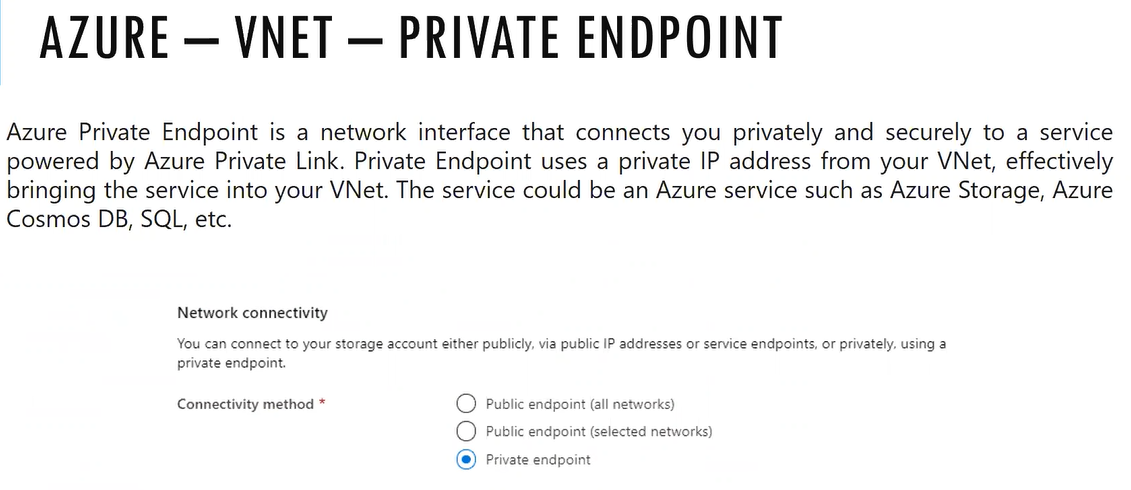 AZURE – VNET – PRIVATE ENDPOINT
Azure Private Endpoint is a network interface that connects you privately and securely to a service
powered by Azure Private Link. Private Endpoint uses a private IP address from your VNet, effectively
bringing the service into your VNet. The service could be an Azure service such as Azure Storage, Azure
Cosmos DB, SQL, etc.
Network connectivity
You can connect to your storage account either publicly, via public IP addresses or service endpoints, or privately, using a
private endpoint.
Connectivity method *
Public endpoint (all networks)
Public endpoint (selected networks)
Private endpoint